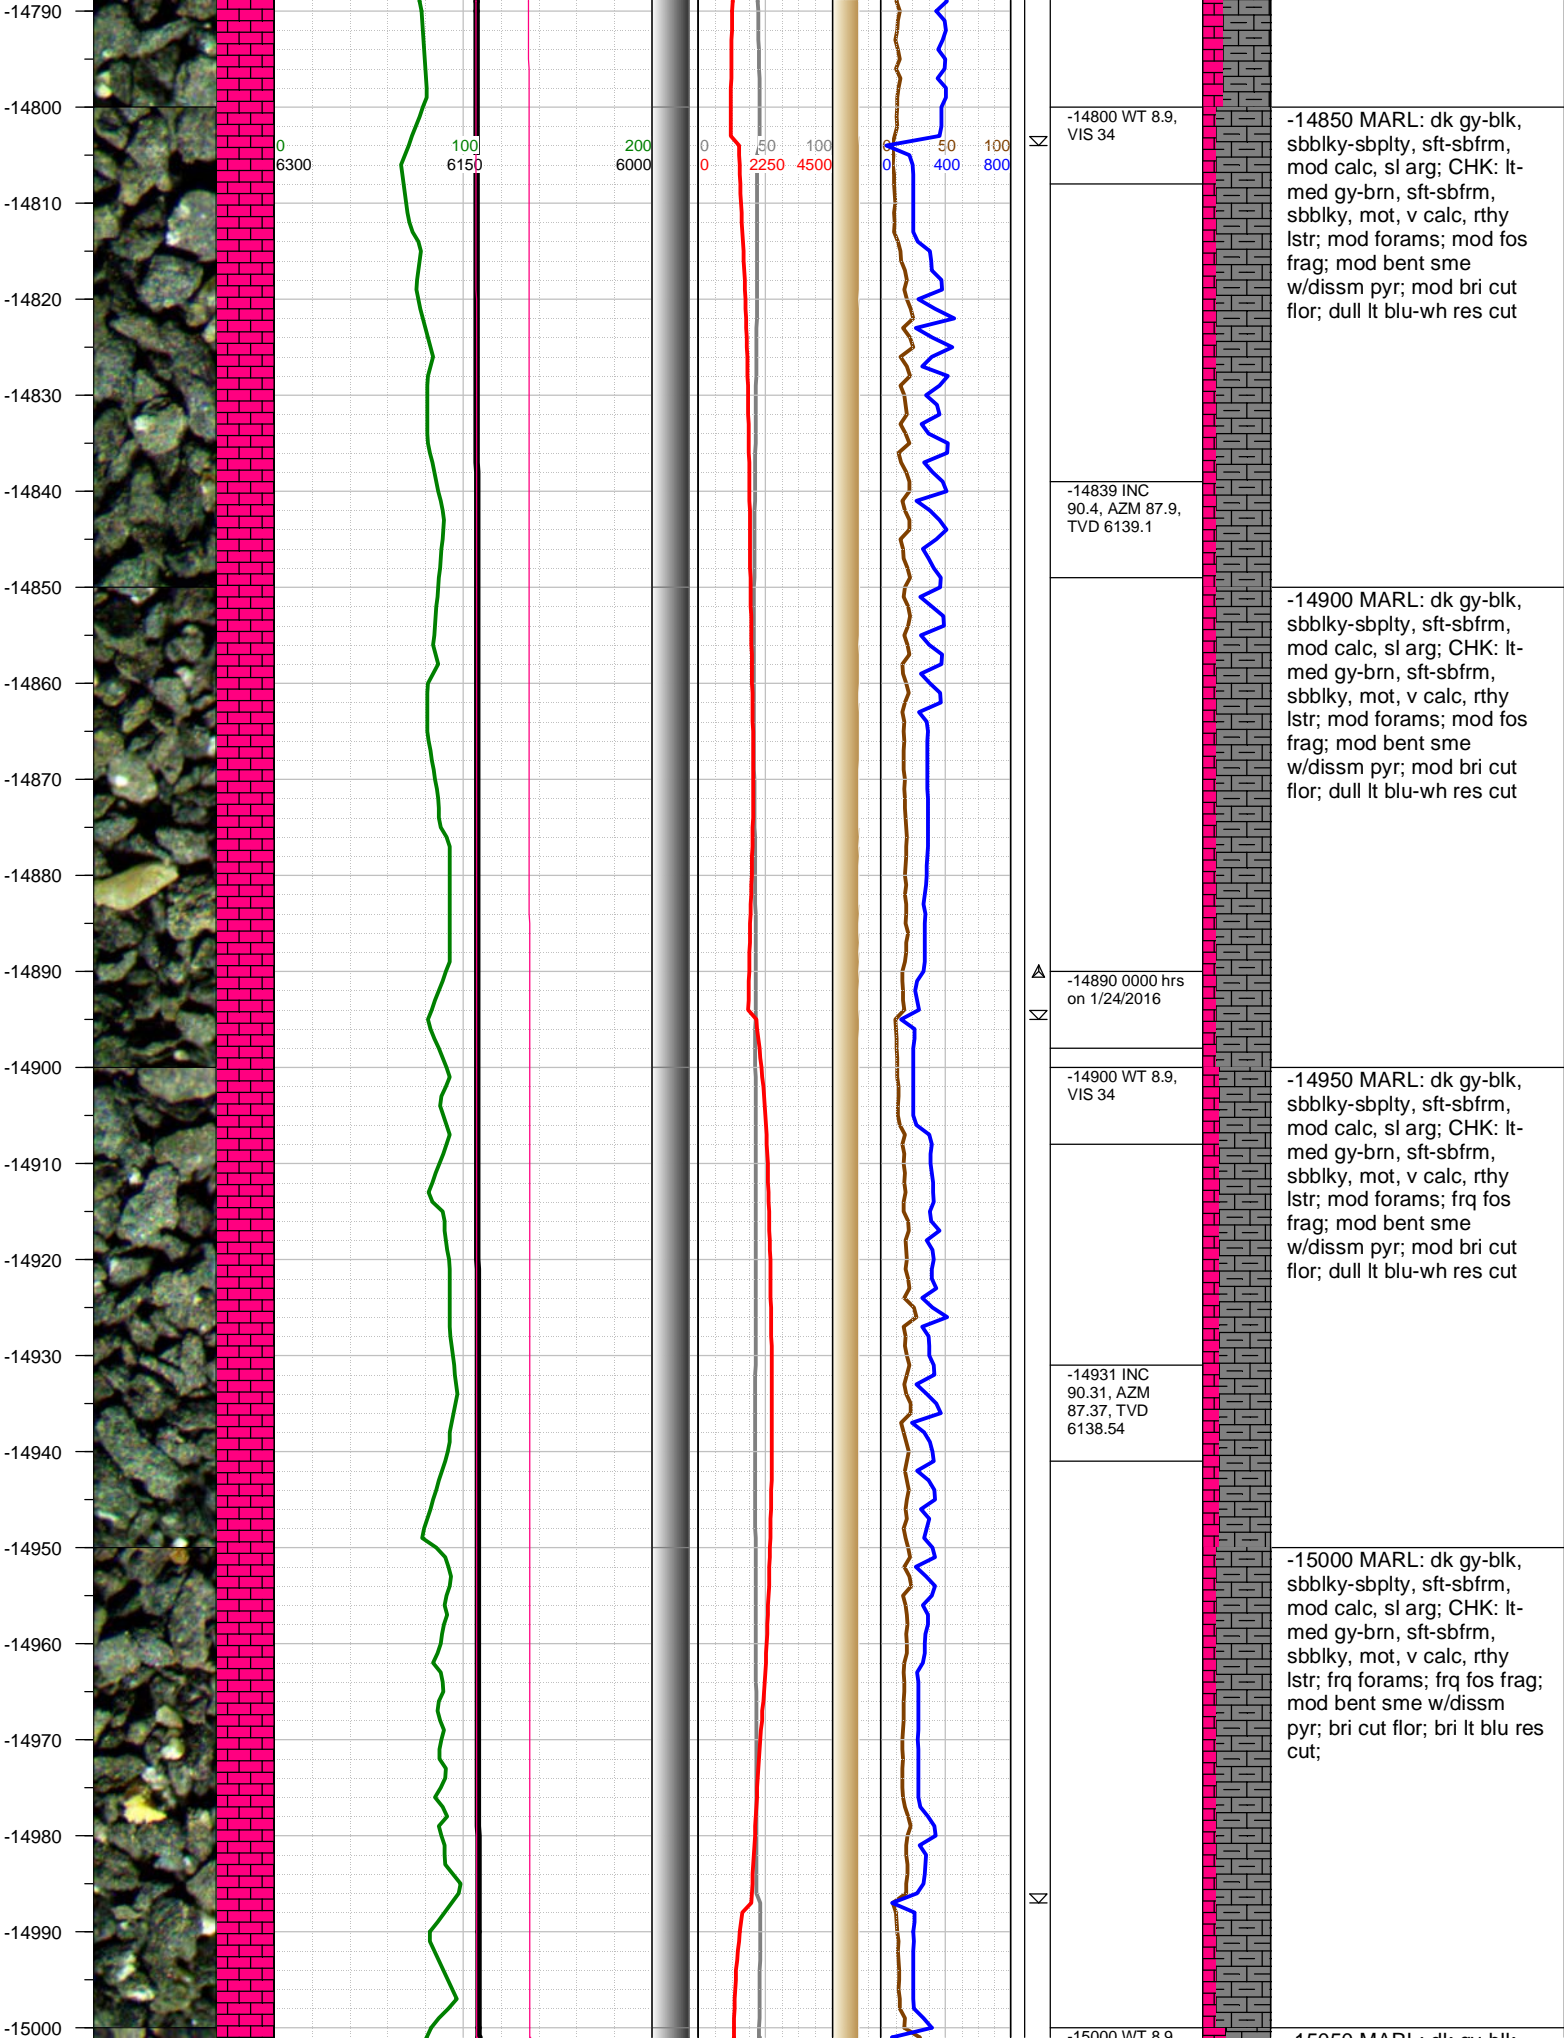 -14790
-14800
-14810
-14820
-14830
-14840
-14850
-14860
-14870
-14880
-14890
-14900
-14910
-14920
-14930
-14940
-14950
-14960
-14970
-14980
-14990
-15000
0 100 200
6300 6150 6000
0 50 100
0 2250 4500
0 50 100
0 400 800
-14800 WT 8.9,
VIS 34
-14839 INC
90.4, AZM 87.9,
TVD 6139.1
-14890 0000 hrs
on 1/24/2016
-14900 WT 8.9,
VIS 34
-14931 INC
90.31, AZM
87.37, TVD
6138.54
-15000 WT 8.9
-14850 MARL: dk gy-blk,
sbblky-sbplty, sft-sbfrm,
mod calc, sl arg; CHK: lt-
med gy-brn, sft-sbfrm,
sbblky, mot, v calc, rthy
lstr; mod forams; mod fos
frag; mod bent sme
w/dissm pyr; mod bri cut
flor; dull lt blu-wh res cut
-14900 MARL: dk gy-blk,
sbblky-sbplty, sft-sbfrm,
mod calc, sl arg; CHK: lt-
med gy-brn, sft-sbfrm,
sbblky, mot, v calc, rthy
lstr; mod forams; mod fos
frag; mod bent sme
w/dissm pyr; mod bri cut
flor; dull lt blu-wh res cut
-14950 MARL: dk gy-blk,
sbblky-sbplty, sft-sbfrm,
mod calc, sl arg; CHK: lt-
med gy-brn, sft-sbfrm,
sbblky, mot, v calc, rthy
lstr; mod forams; frq fos
frag; mod bent sme
w/dissm pyr; mod bri cut
flor; dull lt blu-wh res cut
-15000 MARL: dk gy-blk,
sbblky-sbplty, sft-sbfrm,
mod calc, sl arg; CHK: lt-
med gy-brn, sft-sbfrm,
sbblky, mot, v calc, rthy
lstr; frq forams; frq fos frag;
mod bent sme w/dissm
pyr; bri cut flor; bri lt blu res
cut;
-15050 MARL: dk gy-blk,